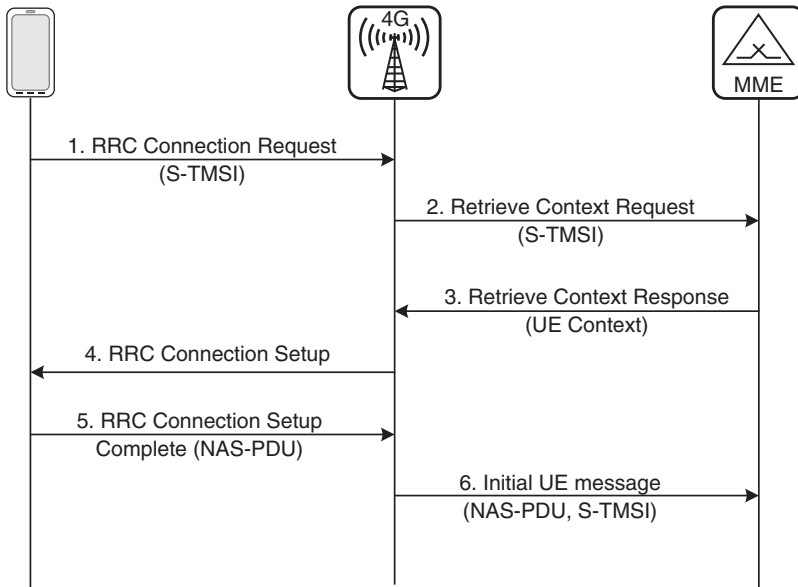 4G
MME
1. RRC Connection Request
(S-TMSI)
2. Retrieve Context Request
(S-TMSI)
3. Retrieve Context Response
(UE Context)
4. RRC Connection Setup
5. RRC Connection Setup
Complete (NAS-PDU)
6. Initial UE message
(NAS-PDU, S-TMSI)